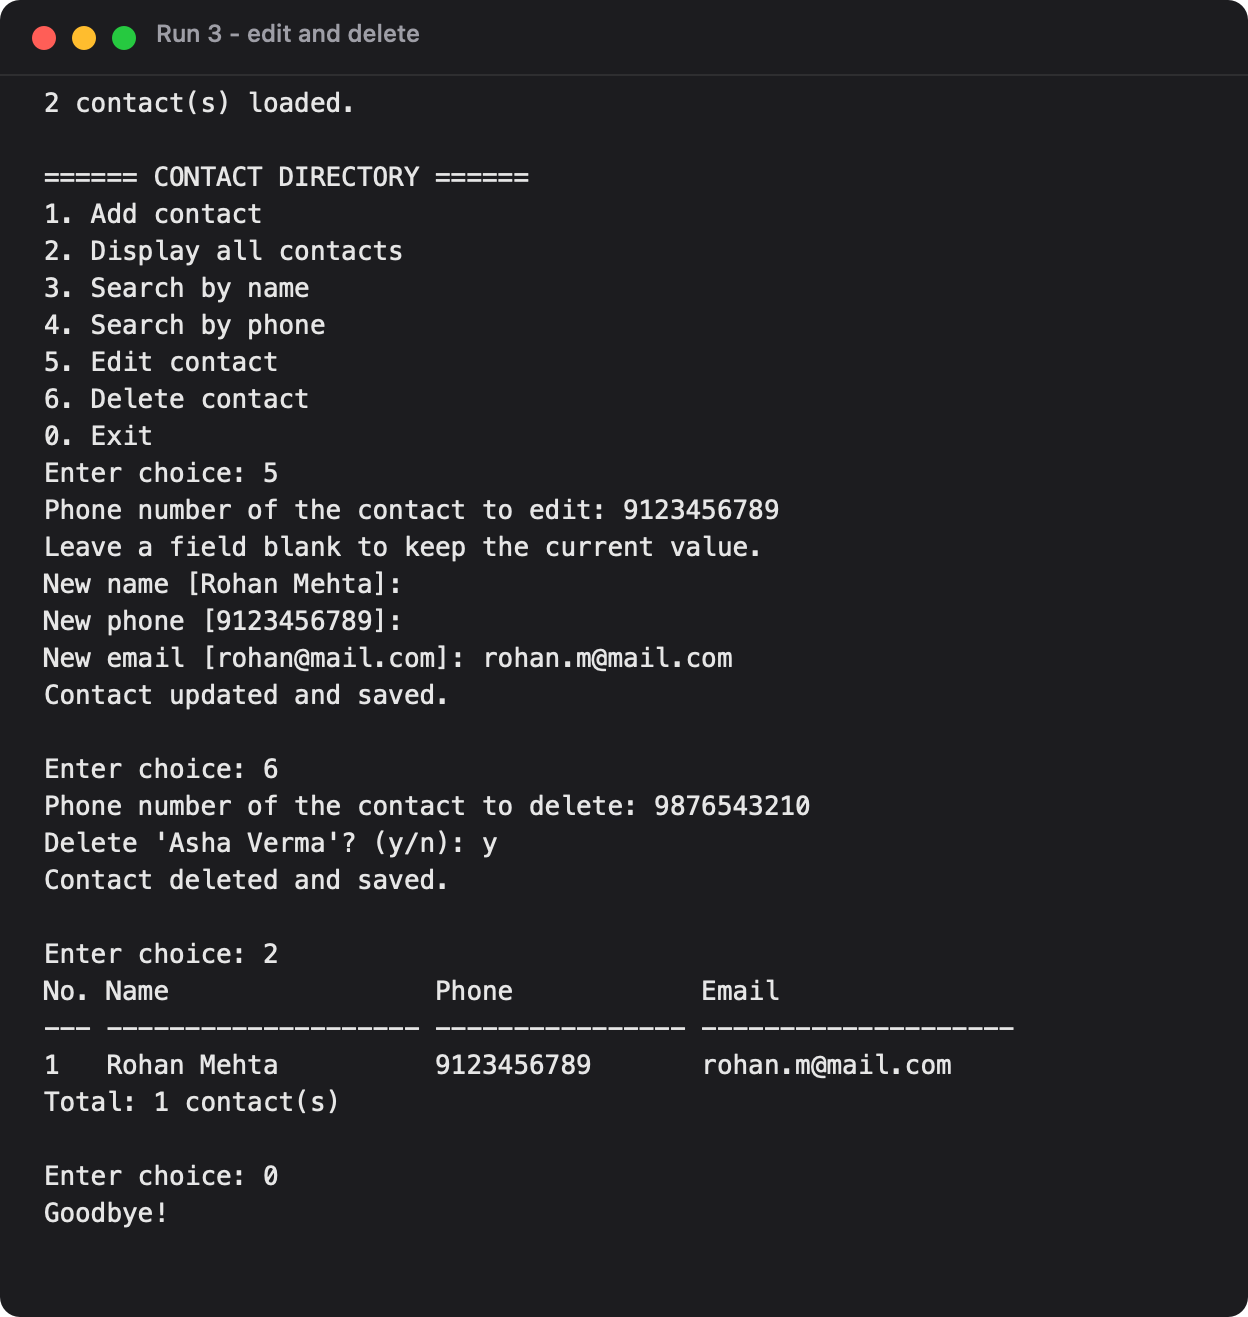 Run 3 - edit and delete
2 contact(s) loaded.
====== CONTACT DIRECTORY ======
1. Add contact
2. Display all contacts
3. Search by name
4. Search by phone
5. Edit contact
6. Delete contact
0. Exit
Enter choice: 5
Phone number of the contact to edit: 9123456789
Leave a field blank to keep the current value.
New name [Rohan Mehta]:
New phone [9123456789]:
New email [rohan@mail.com]: rohan.m@mail.com
Contact updated and saved.
Enter choice: 6
Phone number of the contact to delete: 9876543210
Delete 'Asha Verma'? (y/n): y
Contact deleted and saved.
Enter choice: 2
No. Name                 Phone            Email
--- -------------------- ---------------- --------------------
1   Rohan Mehta          9123456789       rohan.m@mail.com
Total: 1 contact(s)
Enter choice: 0
Goodbye!